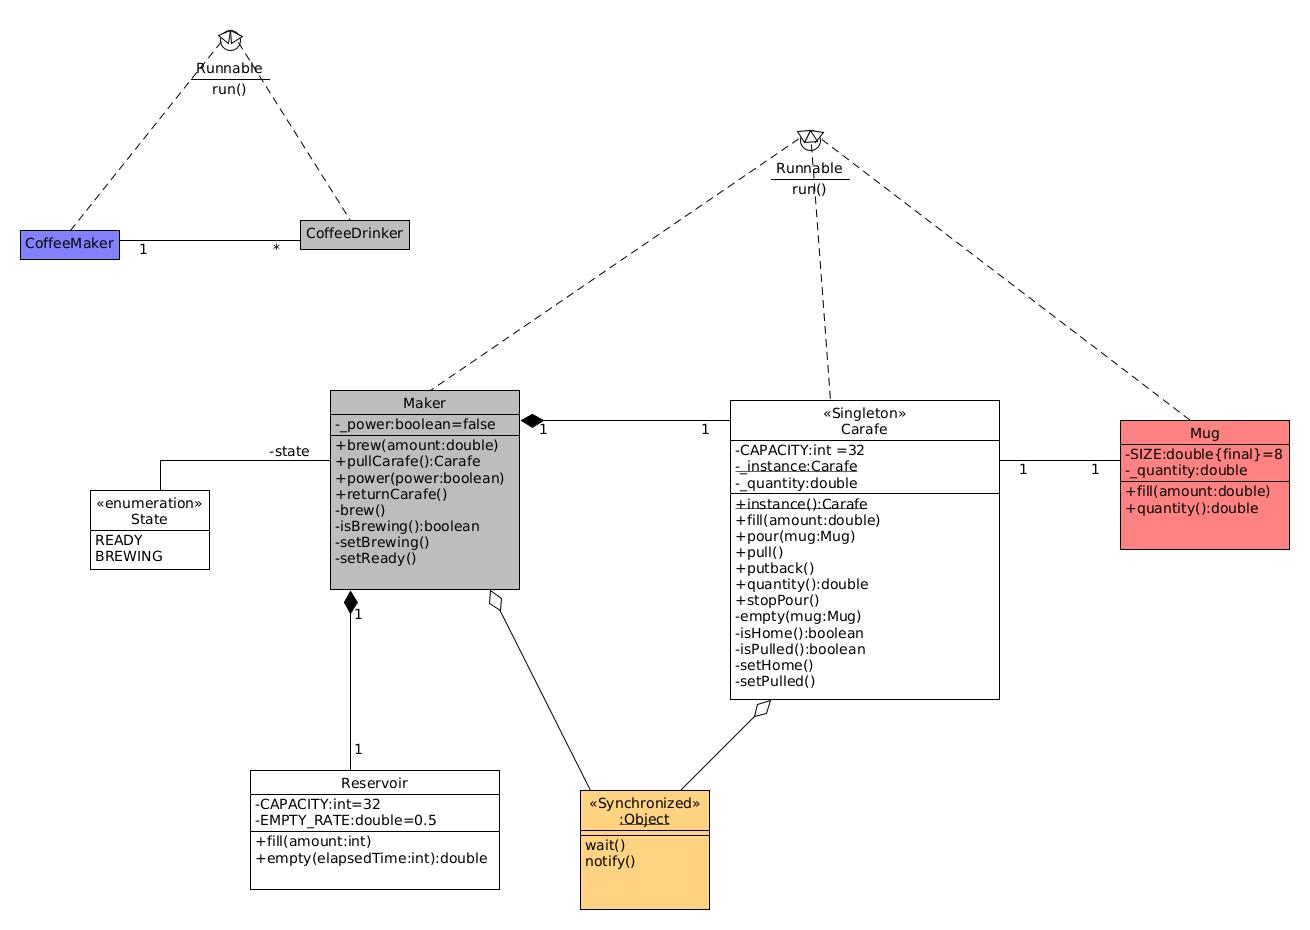 Runnable
run()
CoffeeMaker
1
*
CoffeeDrinker
Runnable
run()
Maker
-_power:boolean=false
+brew(amount:double)
+pullCarafe():Carafe
+power(power:boolean)
+returnCarafe()
-brew()
-isBrewing():boolean
-setBrewing()
-setReady()
1
1
«Singleton»
Carafe
-CAPACITY:int =32
-_instance:Carafe
-_quantity:double
+instance():Carafe
+fill(amount:double)
+pour(mug:Mug)
+pull()
+putback()
+quantity():double
+stopPour()
-empty(mug:Mug)
-isHome():boolean
-isPulled():boolean
-setHome()
-setPulled()
1
1
Mug
-SIZE:double{final}=8
-_quantity:double
+fill(amount:double)
+quantity():double
-state
«enumeration»
State
READY
BREWING
1
1
Reservoir
-CAPACITY:int=32
-EMPTY_RATE:double=0.5
+fill(amount:int)
+empty(elapsedTime:int):double
«Synchronized»
:Object
wait()
notify()